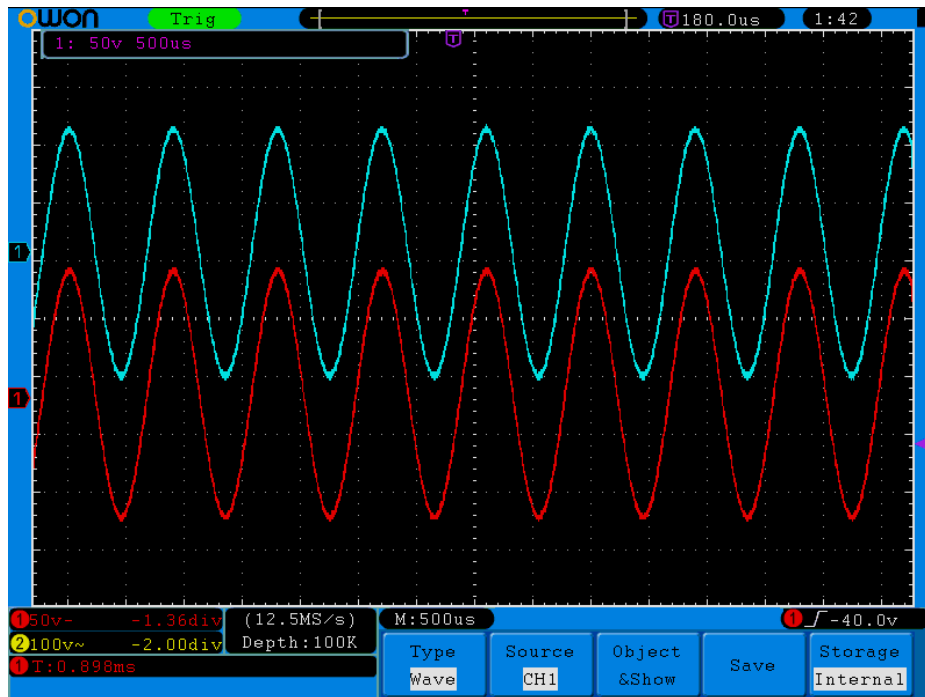 owon Trig T 180.0us 1:42
1: 50v 500us T
1
1
1 50v- -1.36div (12.5MS/s) M:500us 1 -40.0v
2 100v~ -2.00div Depth:100K
1 T:0.898ms
Type Source Object &Show Save Storage
Wave CH1 Internal